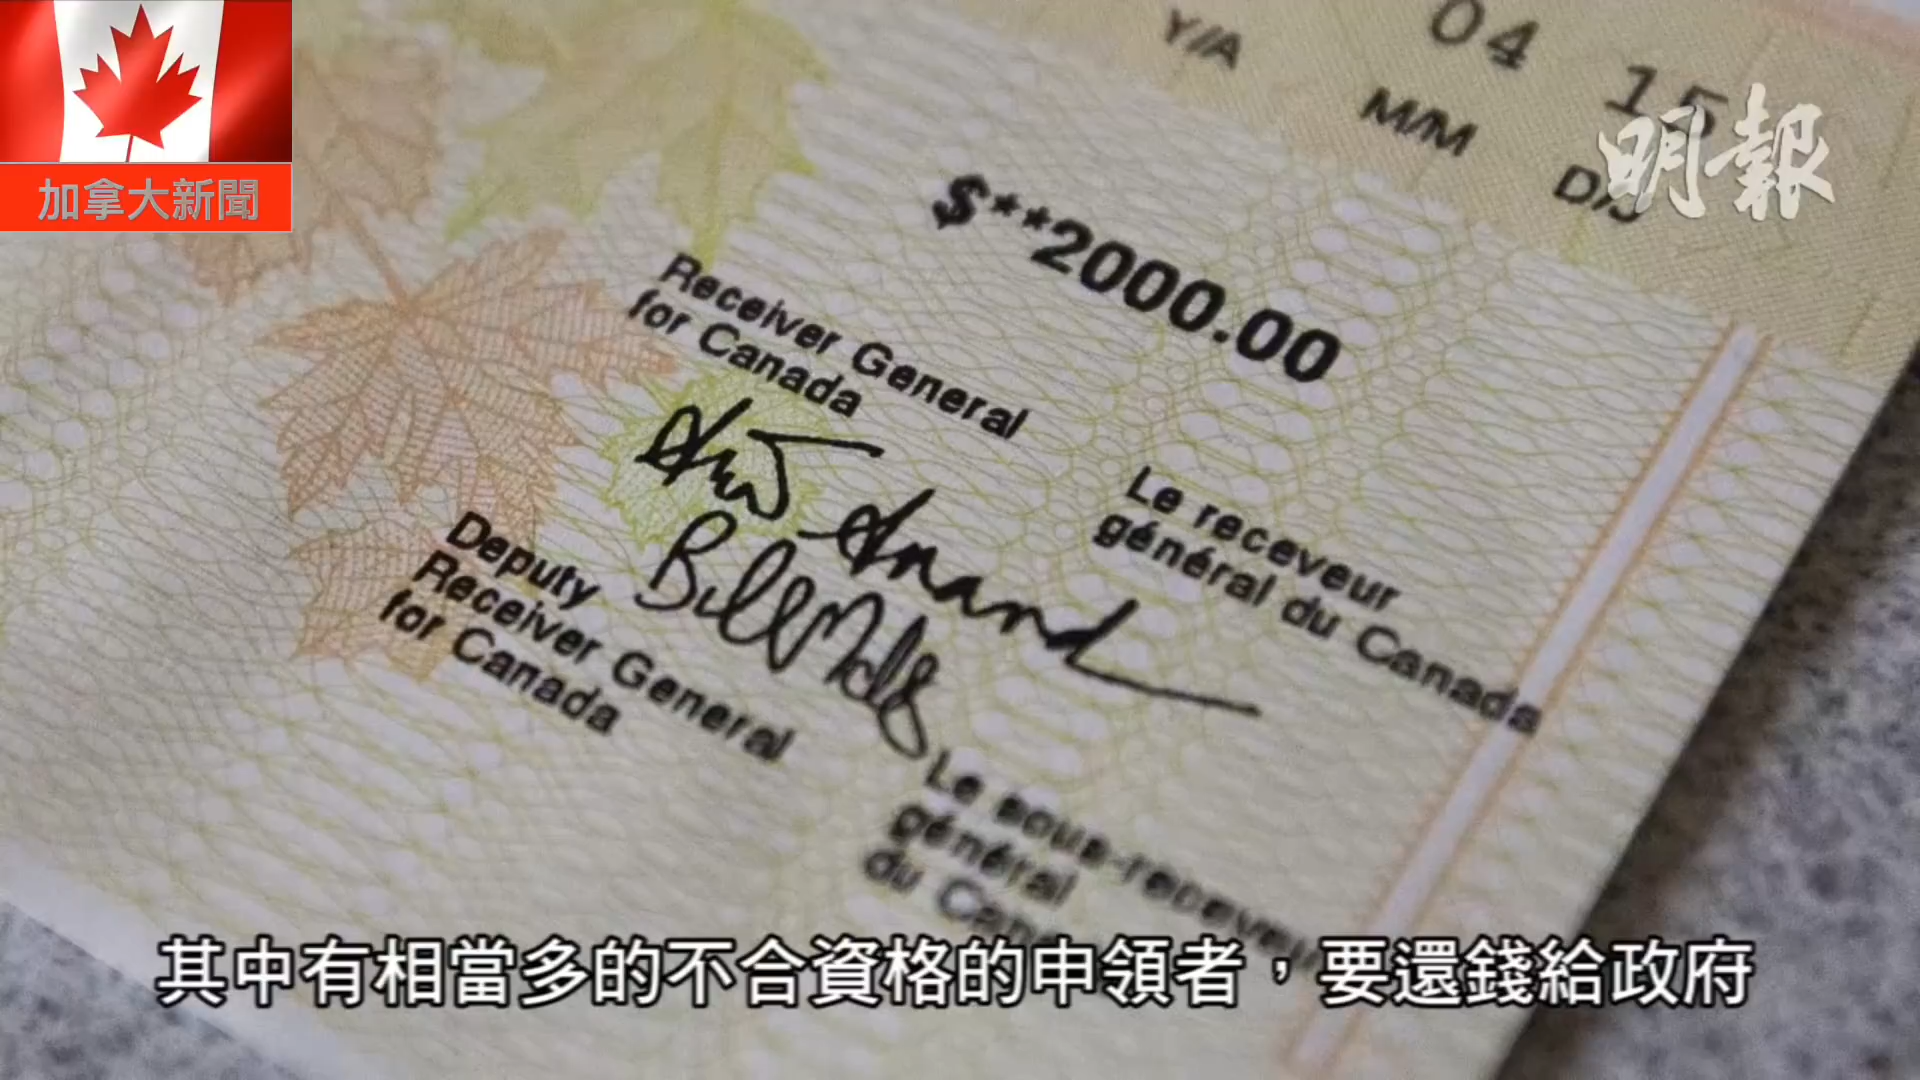 加拿大新聞
明報
04 15
Y/A
M/M
D/J
$**2000.00
Receiver General
for Canada
Le receveur
général du Canada
Deputy
Receiver General
for Canada
Le sous-receveur
général
du Can
其中有相當多的不合資格的申領者，要還錢給政府